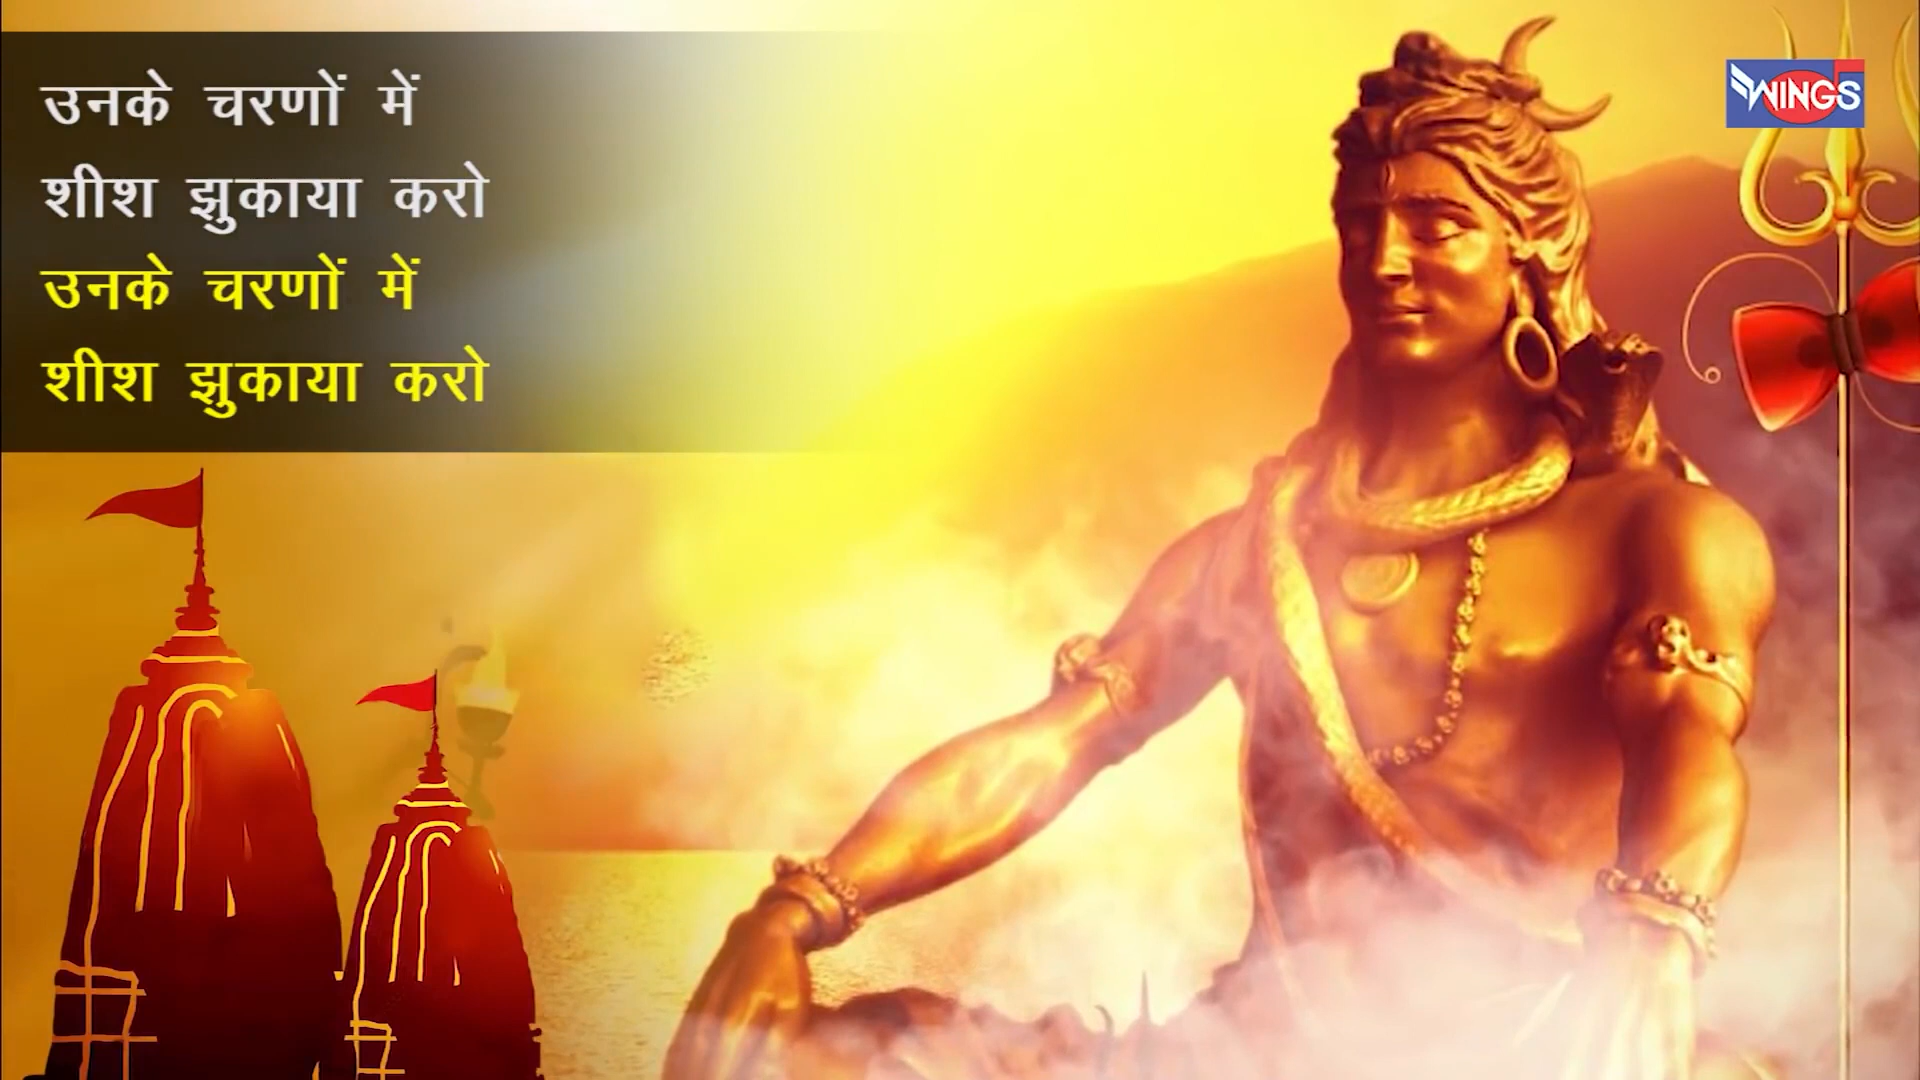 उनके चरणों में
शीश झुकाया करो
उनके चरणों में
शीश झुकाया करो
WINGS